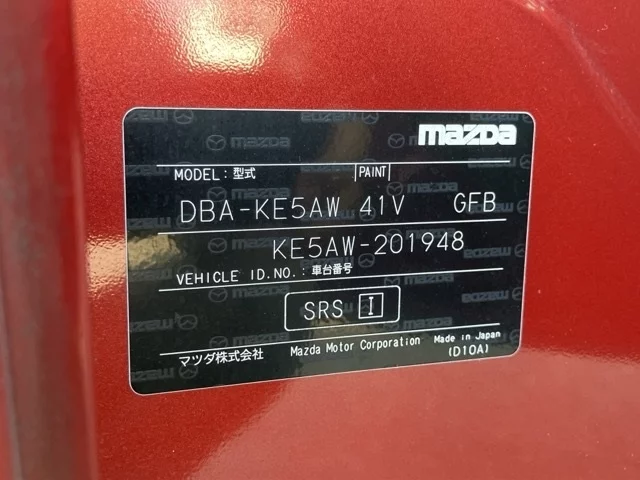 mazda
MODEL:型式 PAINT
DBA-KE5AW 41V GFB
KE5AW-201948
VEHICLE ID.NO.:車台番号
SRS I
マツダ株式会社 Mazda Motor Corporation Made in Japan
(D10A)